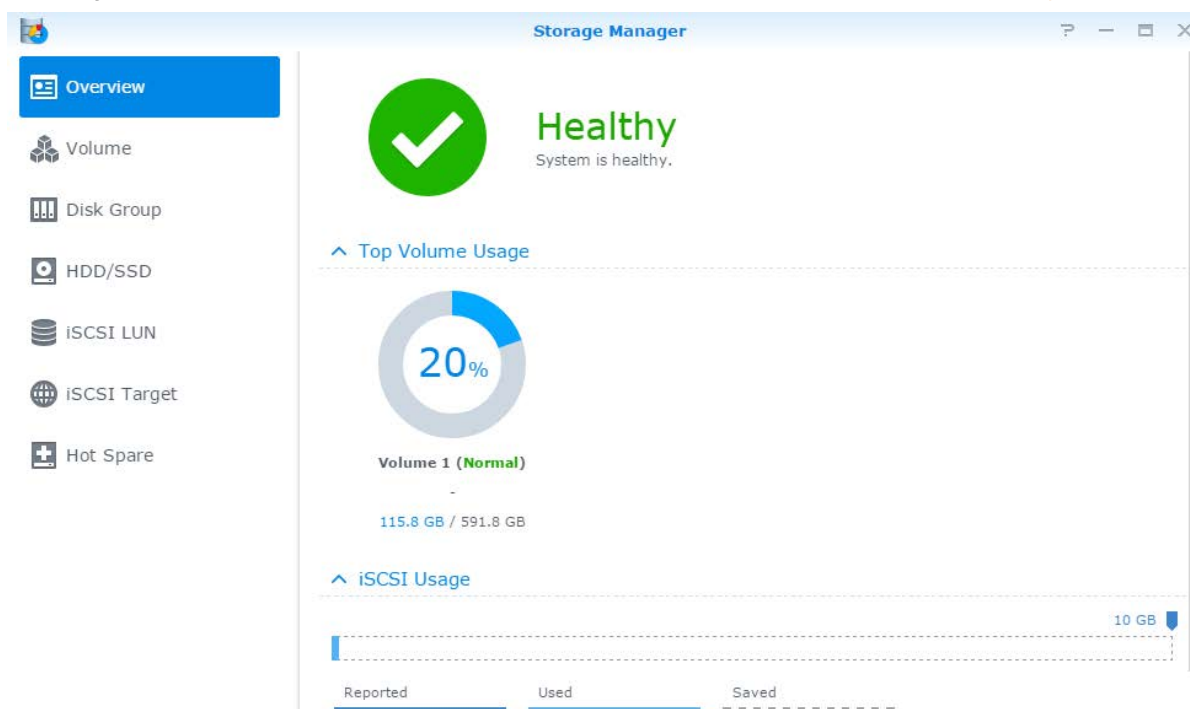 Storage Manager
?
Overview
Volume
Disk Group
HDD/SSD
iSCSI LUN
iSCSI Target
Hot Spare
Healthy
System is healthy.
Top Volume Usage
20%
Volume 1 (Normal)
-
115.8 GB / 591.8 GB
iSCSI Usage
10 GB
Reported Used Saved